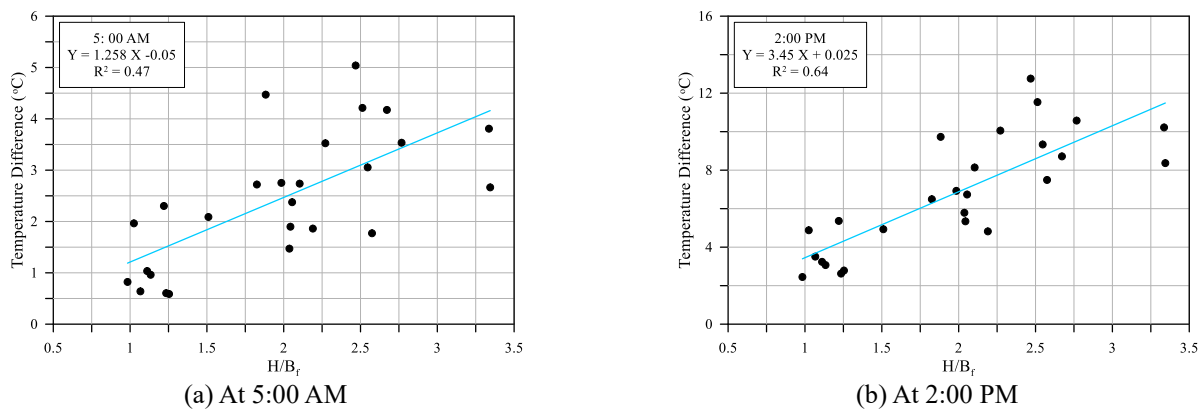 5: 00 AM
Y = 1.258 X -0.05
R² = 0.47
Temperature Difference (°C)
6
5
4
3
2
1
0
0.5 1 1.5 2 2.5 3 3.5
H/Bf
(a) At 5:00 AM
2:00 PM
Y = 3.45 X + 0.025
R² = 0.64
Temperature Difference (°C)
16
12
8
4
0
0.5 1 1.5 2 2.5 3 3.5
H/Bf
(b) At 2:00 PM